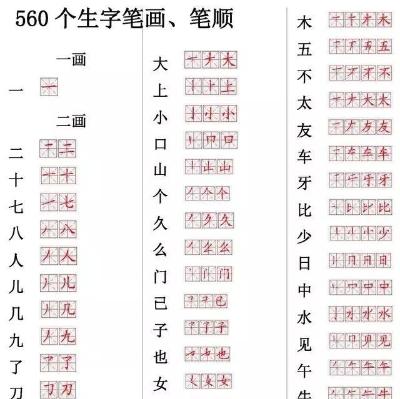 560 个生字笔画、笔顺
一画
一
二画
二
十
七
八
人
儿
几
九
了
刀
大
上
小
口
山
个
久
么
门
已
子
也
女
木
五
不
太
友
车
牙
比
少
日
中
水
见
午
牛